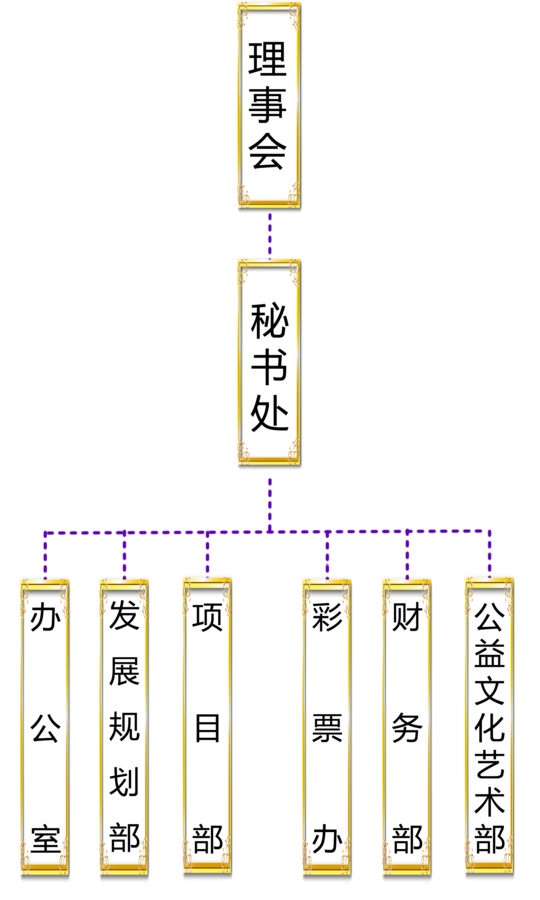 理事会
秘书处
办公室
发展规划部
项目部
彩票办
财务部
公益文化艺术部